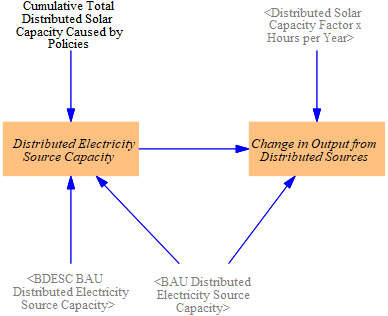 Cumulative Total
Distributed Solar
Capacity Caused by
Policies
<Distributed Solar
Capacity Factor x
Hours per Year>
Distributed Electricity
Source Capacity
Change in Output from
Distributed Sources
<BDESC BAU
Distributed Electricity
Source Capacity>
<BAU Distributed
Electricity Source
Capacity>